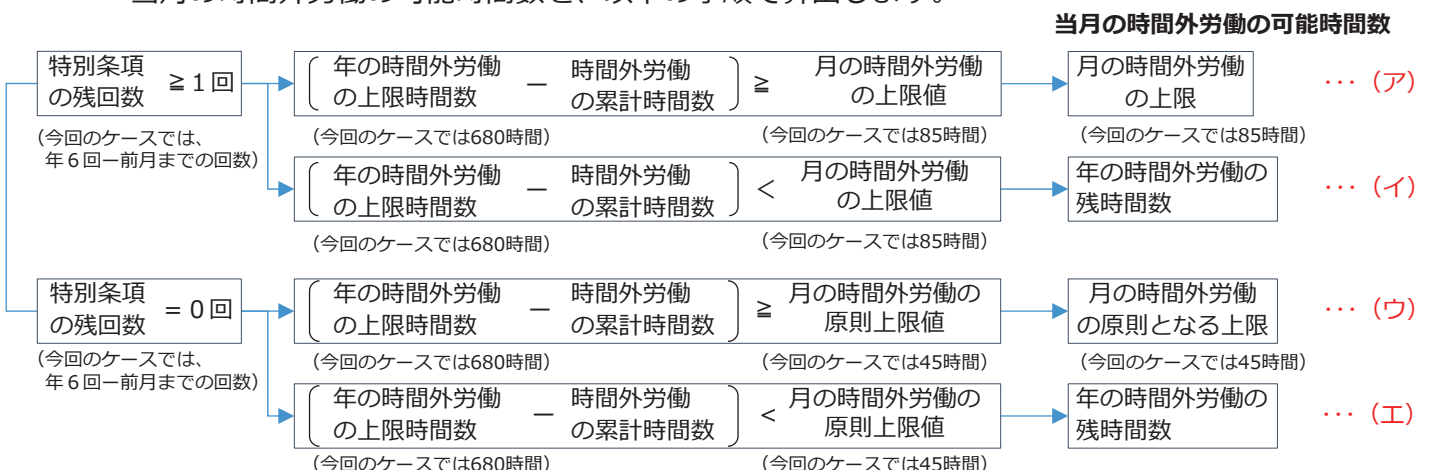 当月の時間外労働の可能時間数を、以下の手順で算出します。
当月の時間外労働の可能時間数
特別条項
の残回数
≧１回
年の時間外労働
の上限時間数
－
時間外労働
の累計時間数
≧
月の時間外労働
の上限値
月の時間外労働
の上限
・・・（ア）
（今回のケースでは、
年６回ー前月までの回数）
（今回のケースでは680時間）
（今回のケースでは85時間）
（今回のケースでは85時間）
年の時間外労働
の上限時間数
－
時間外労働
の累計時間数
＜
月の時間外労働
の上限値
年の時間外労働の
残時間数
・・・（イ）
（今回のケースでは680時間）
（今回のケースでは85時間）
特別条項
の残回数
＝０回
年の時間外労働
の上限時間数
－
時間外労働
の累計時間数
≧
月の時間外労働の
原則上限値
月の時間外労働
の原則となる上限
・・・（ウ）
（今回のケースでは、
年６回ー前月までの回数）
（今回のケースでは680時間）
（今回のケースでは45時間）
（今回のケースでは45時間）
年の時間外労働
の上限時間数
－
時間外労働
の累計時間数
＜
月の時間外労働の
原則上限値
年の時間外労働の
残時間数
・・・（エ）
（今回のケースでは680時間）
（今回のケースでは45時間）